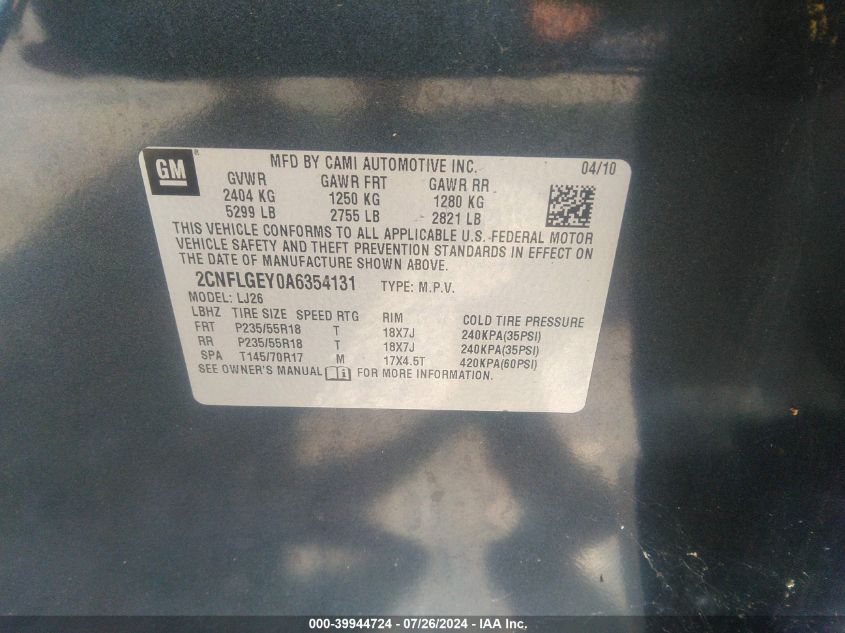 GM ® MFD BY CAMI AUTOMOTIVE INC. 04/10
GVWR GAWR FRT GAWR RR
2404 KG 1250 KG 1280 KG
5299 LB 2755 LB 2821 LB
THIS VEHICLE CONFORMS TO ALL APPLICABLE U.S. FEDERAL MOTOR
VEHICLE SAFETY AND THEFT PREVENTION STANDARDS IN EFFECT ON
THE DATE OF MANUFACTURE SHOWN ABOVE.
2CNFLGEY0A6354131 TYPE: M.P.V.
MODEL: LJ26
LBHZ TIRE SIZE SPEED RTG RIM COLD TIRE PRESSURE
FRT P235/55R18 T 18X7J 240KPA(35PSI)
RR P235/55R18 T 18X7J 240KPA(35PSI)
SPA T145/70R17 M 17X4.5T 420KPA(60PSI)
SEE OWNER'S MANUAL i FOR MORE INFORMATION.
000-39944724 - 07/26/2024 - IAA Inc.